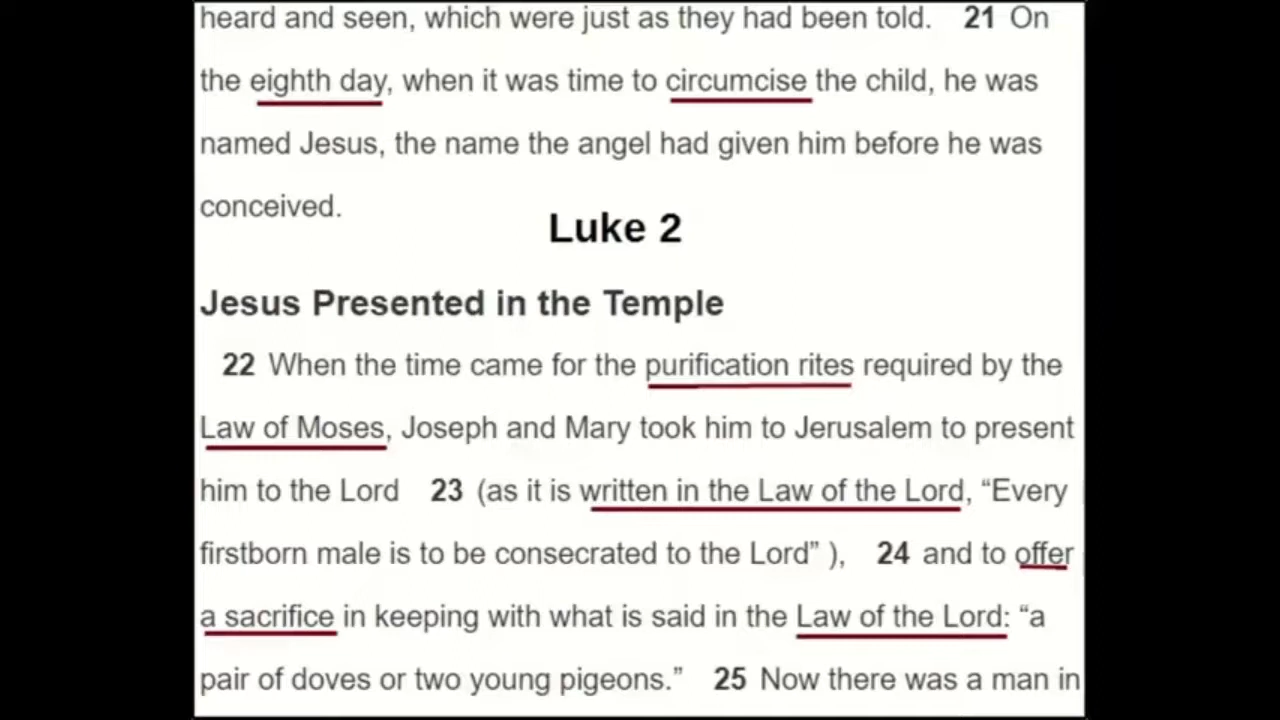 heard and seen, which were just as they had been told. 21 On
the eighth day, when it was time to circumcise the child, he was
named Jesus, the name the angel had given him before he was
conceived.
Luke 2
Jesus Presented in the Temple
22 When the time came for the purification rites required by the
Law of Moses, Joseph and Mary took him to Jerusalem to present
him to the Lord 23 (as it is written in the Law of the Lord, “Every
firstborn male is to be consecrated to the Lord” ), 24 and to offer
a sacrifice in keeping with what is said in the Law of the Lord: “a
pair of doves or two young pigeons.” 25 Now there was a man in